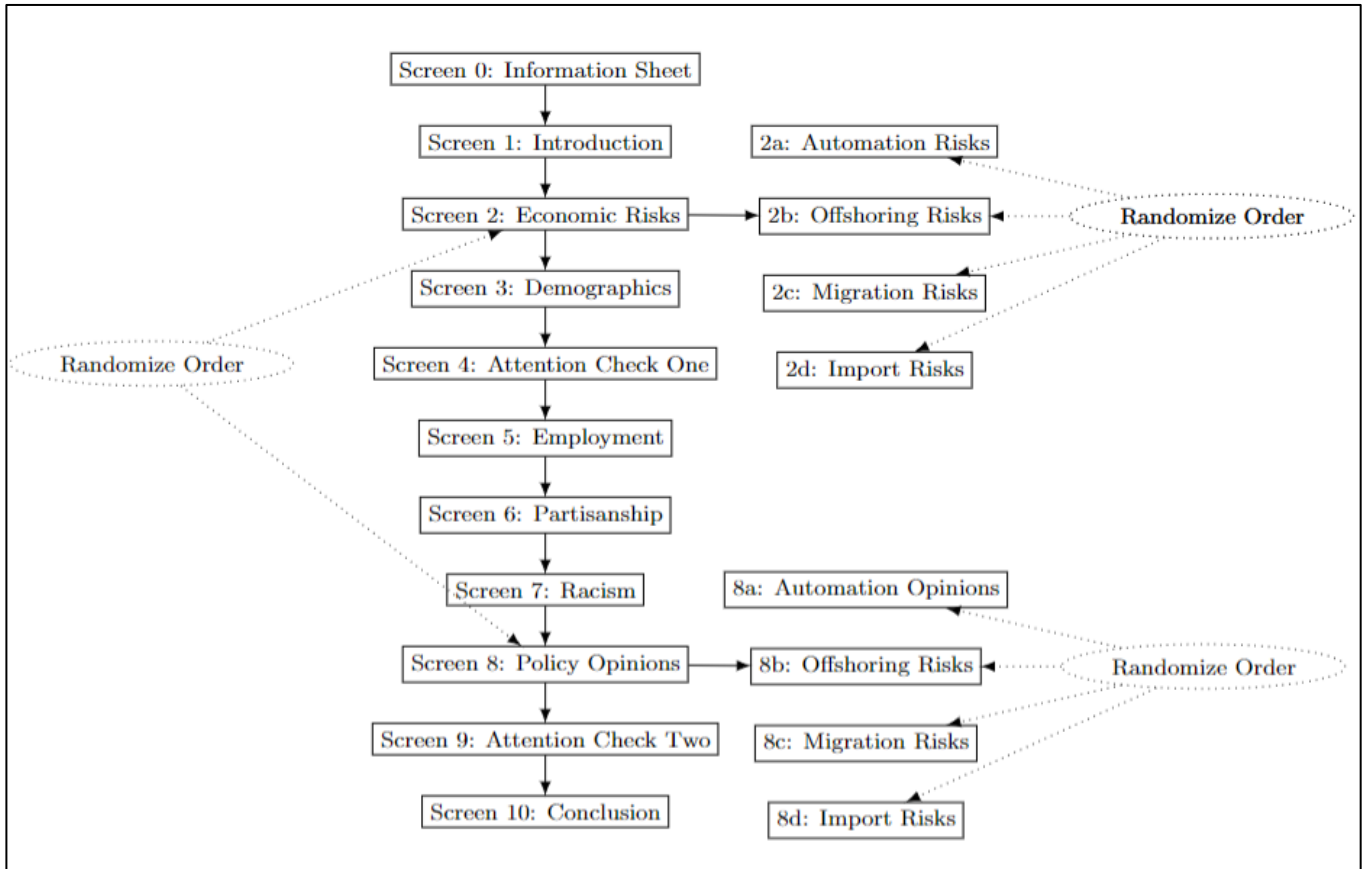 Screen 0: Information Sheet
Screen 1: Introduction
2a: Automation Risks
Screen 2: Economic Risks
2b: Offshoring Risks
Randomize Order
Screen 3: Demographics
2c: Migration Risks
Randomize Order
Screen 4: Attention Check One
2d: Import Risks
Screen 5: Employment
Screen 6: Partisanship
Screen 7: Racism
8a: Automation Opinions
Screen 8: Policy Opinions
8b: Offshoring Risks
Randomize Order
Screen 9: Attention Check Two
8c: Migration Risks
Screen 10: Conclusion
8d: Import Risks